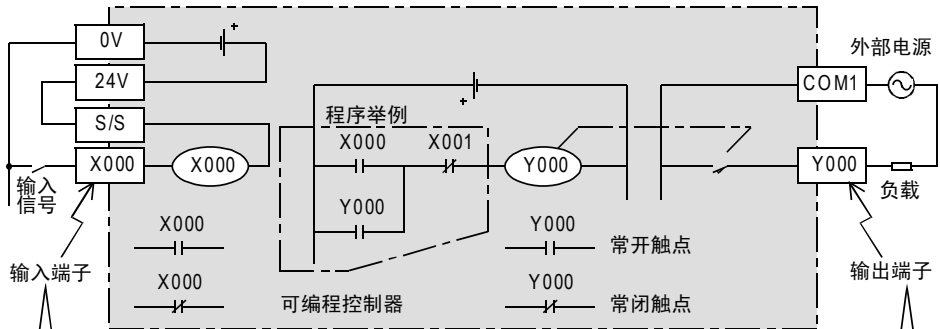 0V
外部电源
24V
COM1
S/S
程序举例
X000
X001
X000
X000
Y000
Y000
输入
信号
负载
Y000
X000
Y000
常开触点
输入端子
输出端子
X000
Y000
可编程控制器
常闭触点